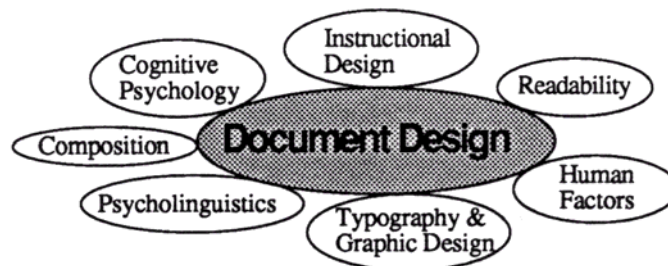 Instructional
Design
Cognitive
Psychology
Readability
Document Design
Composition
Human
Factors
Psycholinguistics
Typography &
Graphic Design